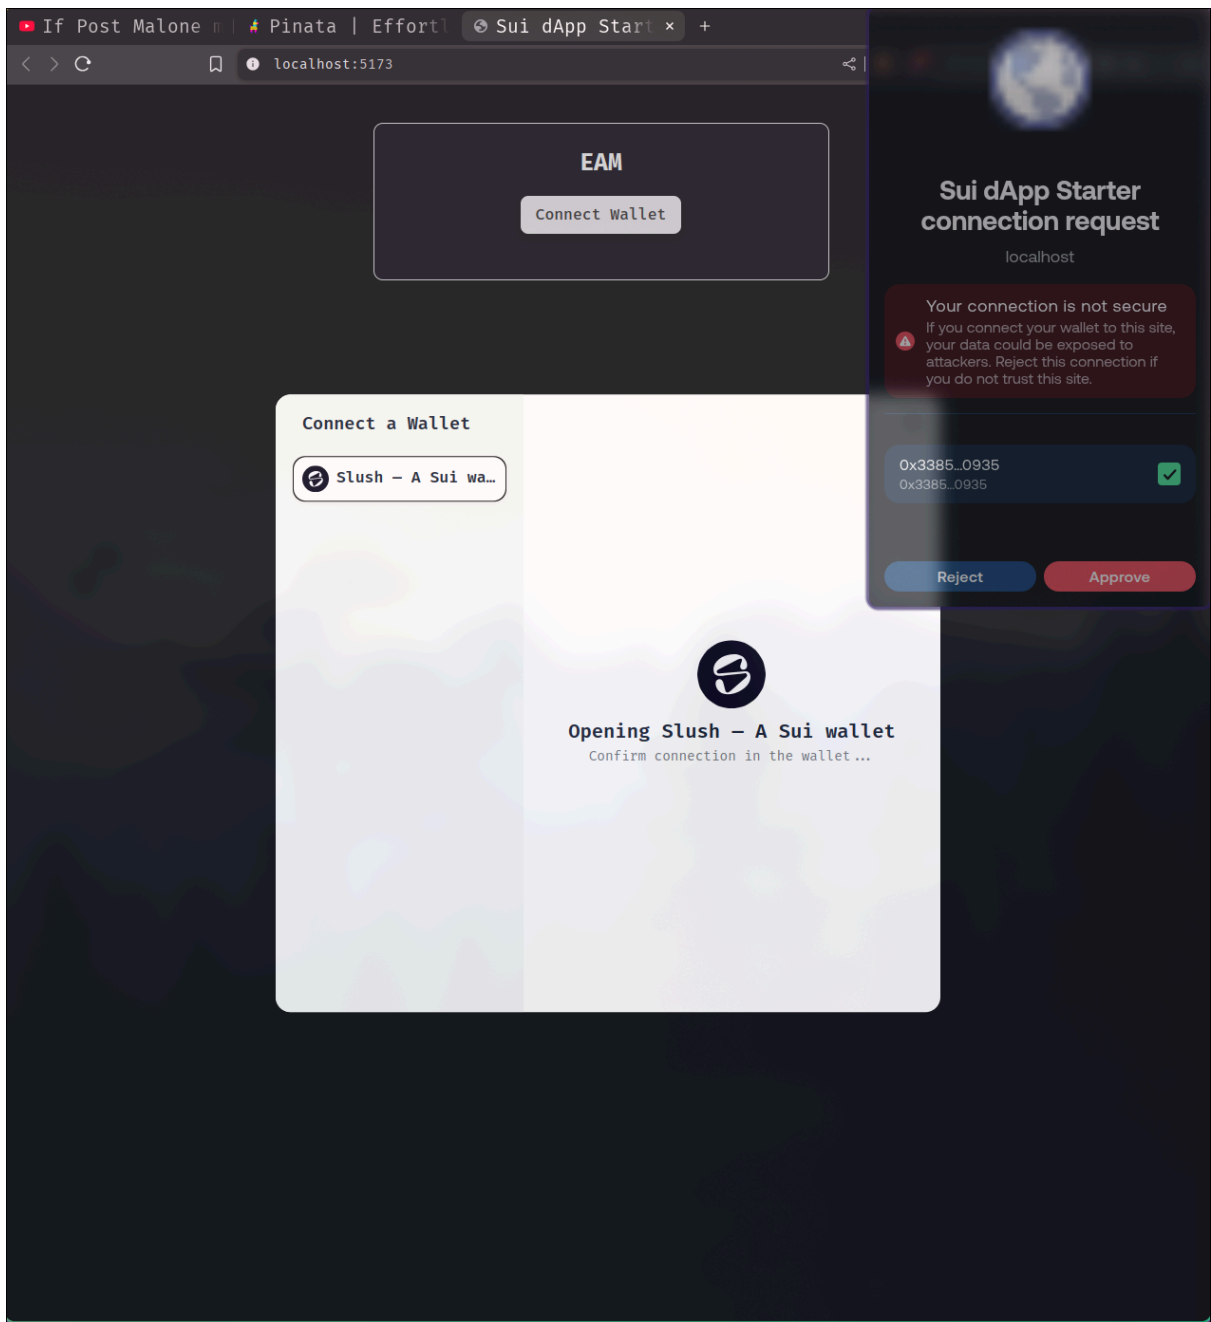 If Post Malone
Pinata | Effortl
Sui dApp Start
localhost:5173
EAM
Connect Wallet
Sui dApp Starter
connection request
localhost
Your connection is not secure
If you connect your wallet to this site,
your data could be exposed to
attackers. Reject this connection if
you do not trust this site.
0x3385…0935
0x3385…0935
Reject
Approve
Connect a Wallet
Slush — A Sui wa…
Opening Slush — A Sui wallet
Confirm connection in the wallet...